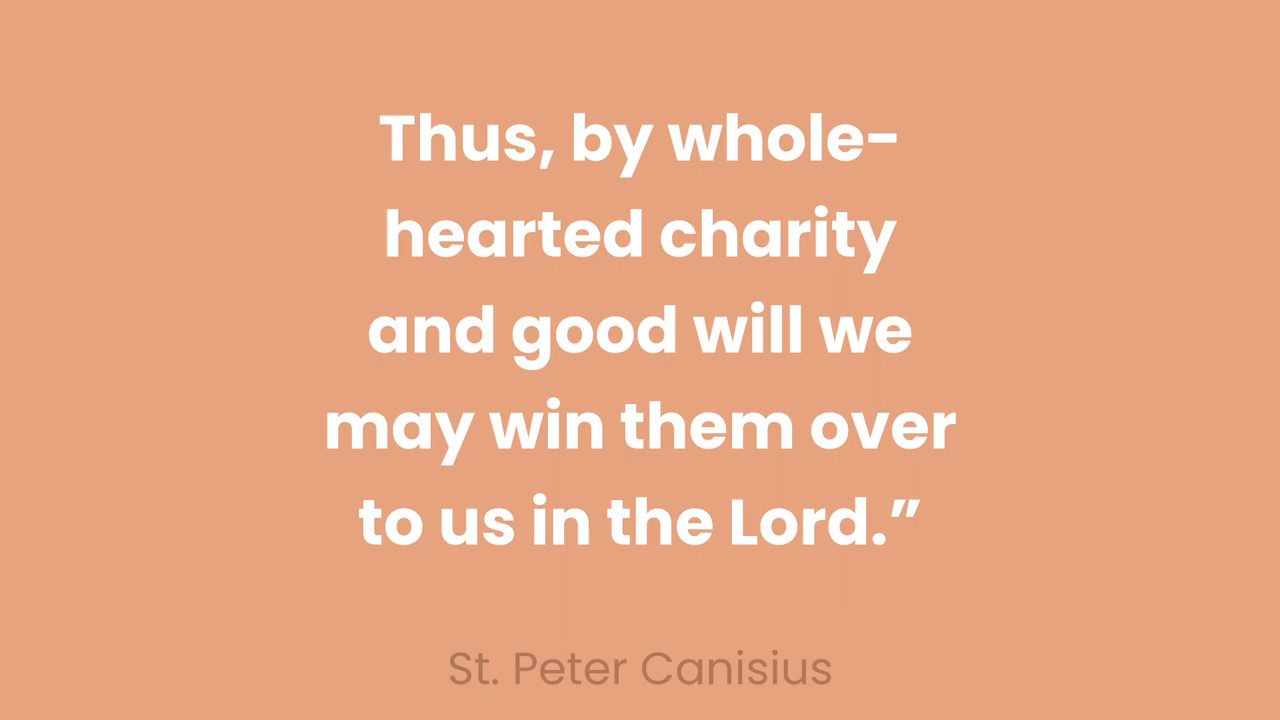 Thus, by whole-
hearted charity
and good will we
may win them over
to us in the Lord.”
St. Peter Canisius